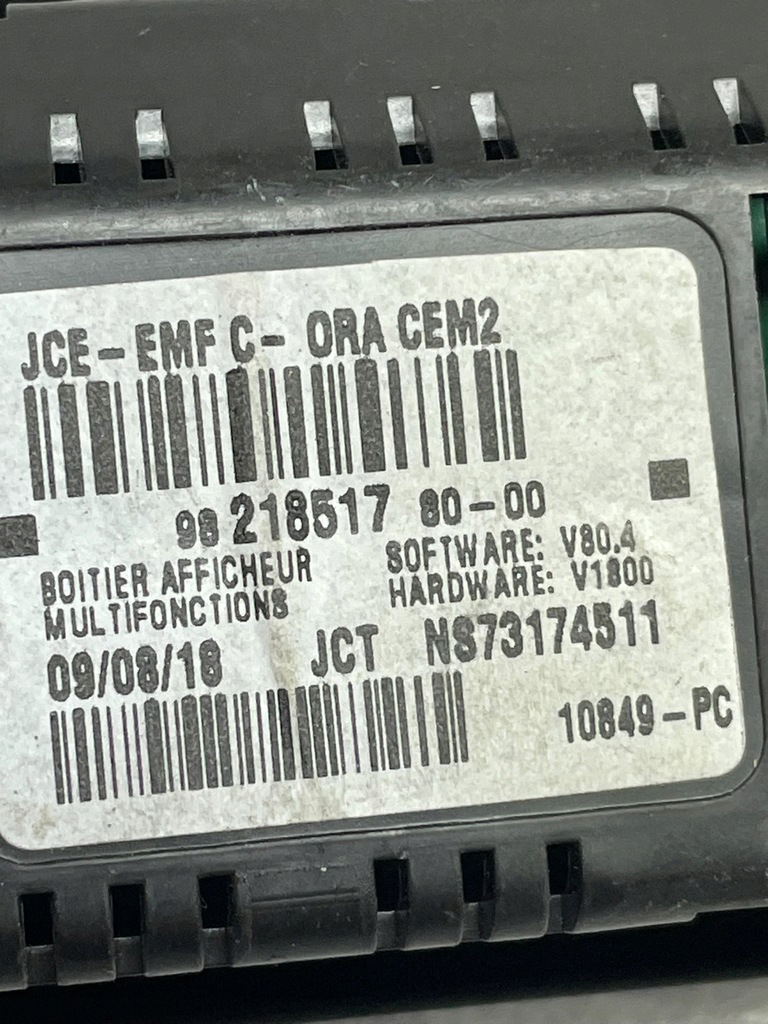 JCE-EMF C- ORA CEM2
98 218517 80-00
BOITIER AFFICHEUR
MULTIFONCTIONS
SOFTWARE: V80.4
HARDWARE: V1800
09/08/18 JCT NS73174511
10849-PC